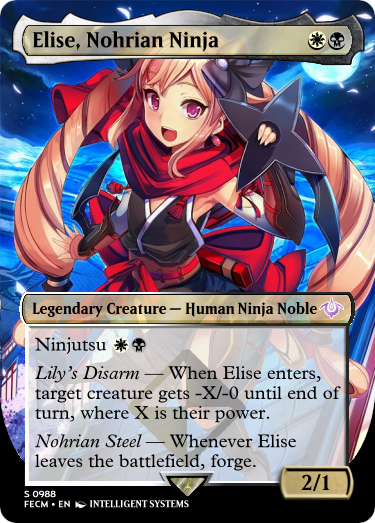 Elise, Nohrian Ninja
Legendary Creature — Human Ninja Noble
Ninjutsu
Lily's Disarm — When Elise enters,
target creature gets -X/-0 until end of
turn, where X is their power.
Nohrian Steel — Whenever Elise
leaves the battlefield, forge.
2/1
S 0988
FECM • EN INTELLIGENT SYSTEMS